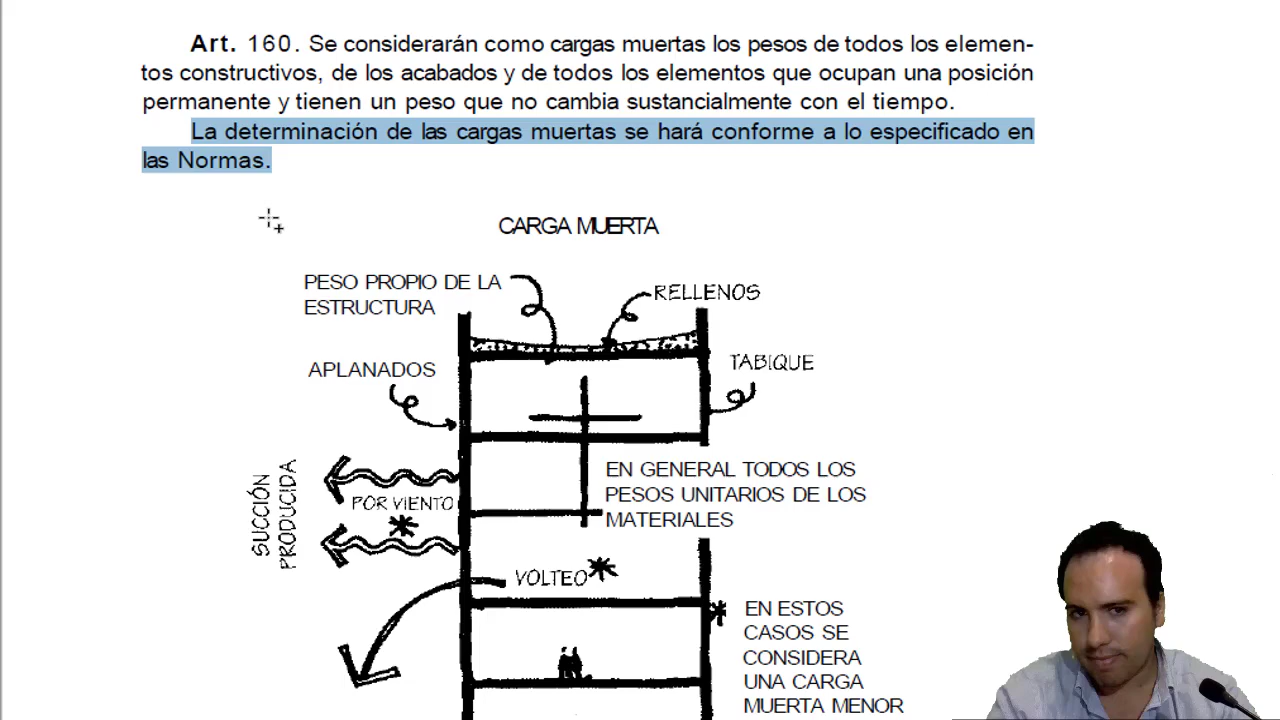 Art. 160. Se considerarán como cargas muertas los pesos de todos los elemen-
tos constructivos, de los acabados y de todos los elementos que ocupan una posición
permanente y tienen un peso que no cambia sustancialmente con el tiempo.
La determinación de las cargas muertas se hará conforme a lo especificado en
las Normas.
CARGA MUERTA
PESO PROPIO DE LA
ESTRUCTURA
RELLENOS
TABIQUE
APLANADOS
EN GENERAL TODOS LOS
PESOS UNITARIOS DE LOS
MATERIALES
SUCCIÓN
PRODUCIDA
POR VIENTO
VOLTEO
EN ESTOS
CASOS SE
CONSIDERA
UNA CARGA
MUERTA MENOR